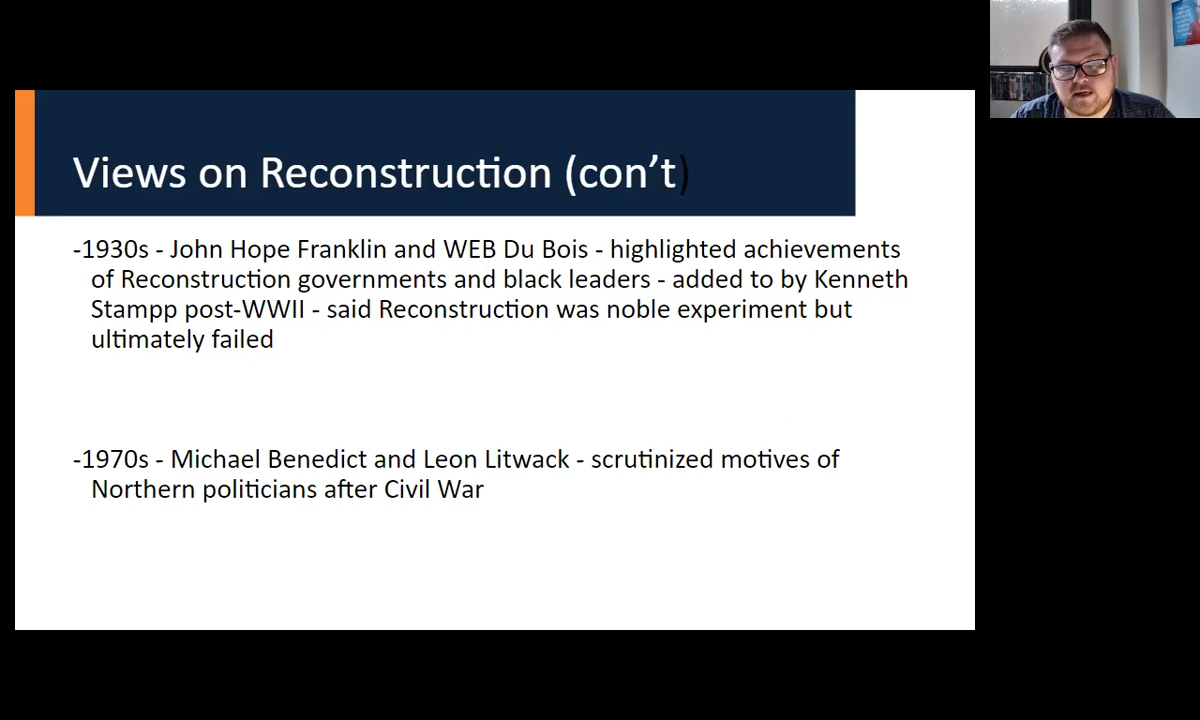 Views on Reconstruction (con’t)
-1930s - John Hope Franklin and WEB Du Bois - highlighted achievements
of Reconstruction governments and black leaders - added to by Kenneth
Stampp post-WWII - said Reconstruction was noble experiment but
ultimately failed
-1970s - Michael Benedict and Leon Litwack - scrutinized motives of
Northern politicians after Civil War